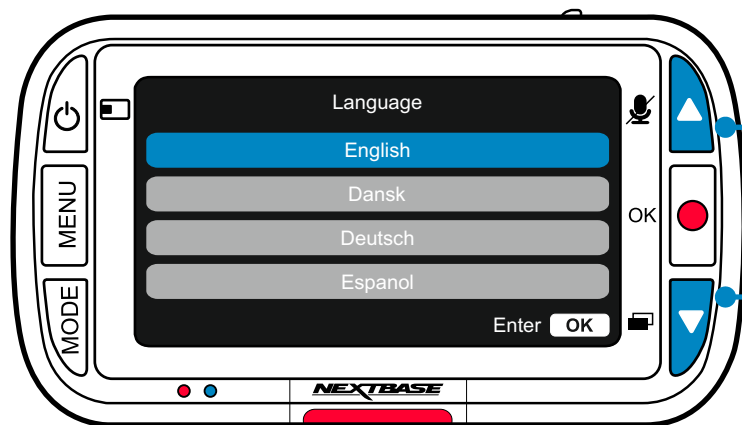 Language
English
MENU
Dansk
OK
Deutsch
MODE
Espanol
Enter OK
NEXTBASE